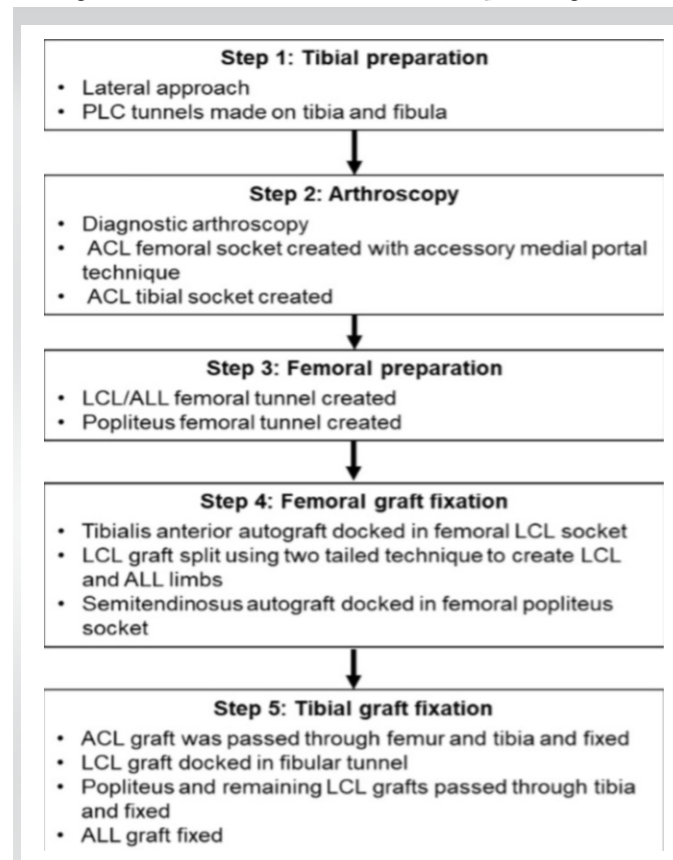 Step 1: Tibial preparation
• Lateral approach
• PLC tunnels made on tibia and fibula
Step 2: Arthroscopy
• Diagnostic arthroscopy
• ACL femoral socket created with accessory medial portal
technique
• ACL tibial socket created
Step 3: Femoral preparation
• LCL/ALL femoral tunnel created
• Popliteus femoral tunnel created
Step 4: Femoral graft fixation
• Tibialis anterior autograft docked in femoral LCL socket
• LCL graft split using two tailed technique to create LCL
and ALL limbs
• Semitendinosus autograft docked in femoral popliteus
socket
Step 5: Tibial graft fixation
• ACL graft was passed through femur and tibia and fixed
• LCL graft docked in fibular tunnel
• Popliteus and remaining LCL grafts passed through tibia
and fixed
• ALL graft fixed